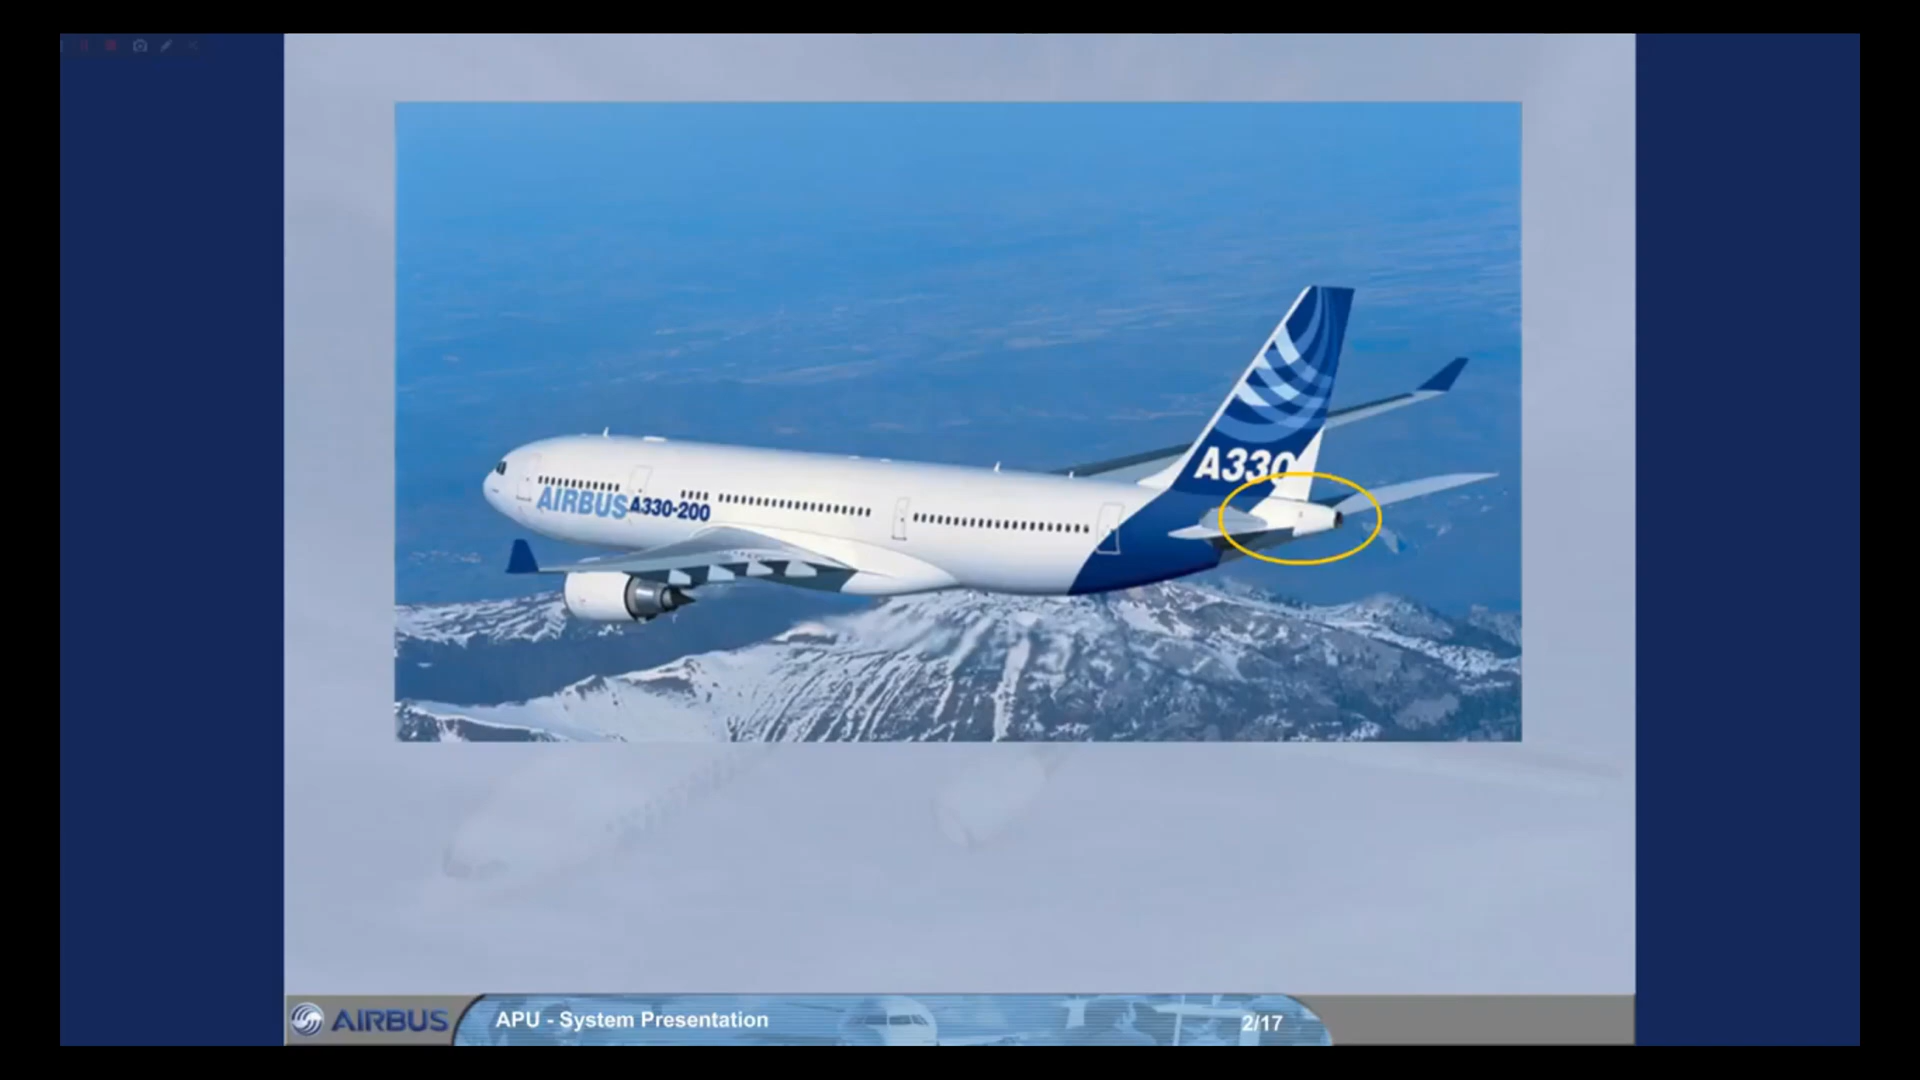 A330
AIRBUS A330-200
AIRBUS
APU - System Presentation
2/17